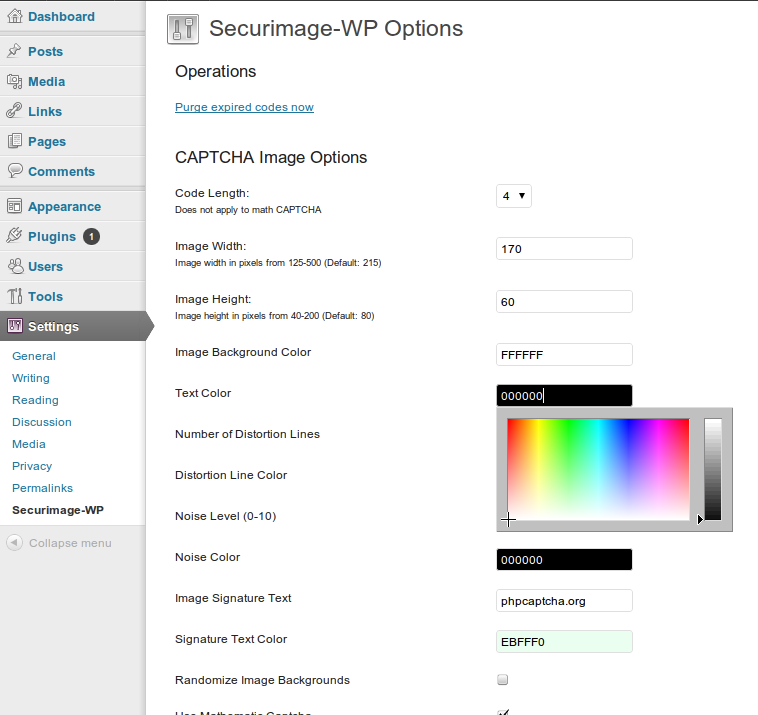 Dashboard
Posts
Media
Links
Pages
Comments
Appearance
Plugins 1
Users
Tools
Settings
General
Writing
Reading
Discussion
Media
Privacy
Permalinks
Securimage-WP
Collapse menu
Securimage-WP Options
Operations
Purge expired codes now
CAPTCHA Image Options
Code Length: 4
Does not apply to math CAPTCHA
Image Width: 170
Image width in pixels from 125-500 (Default: 215)
Image Height: 60
Image height in pixels from 40-200 (Default: 80)
Image Background Color FFFFFF
Text Color 000000
Number of Distortion Lines
Distortion Line Color
Noise Level (0-10)
Noise Color 000000
Image Signature Text phpcaptcha.org
Signature Text Color EBFFF0
Randomize Image Backgrounds
Use Mathematic Captcha